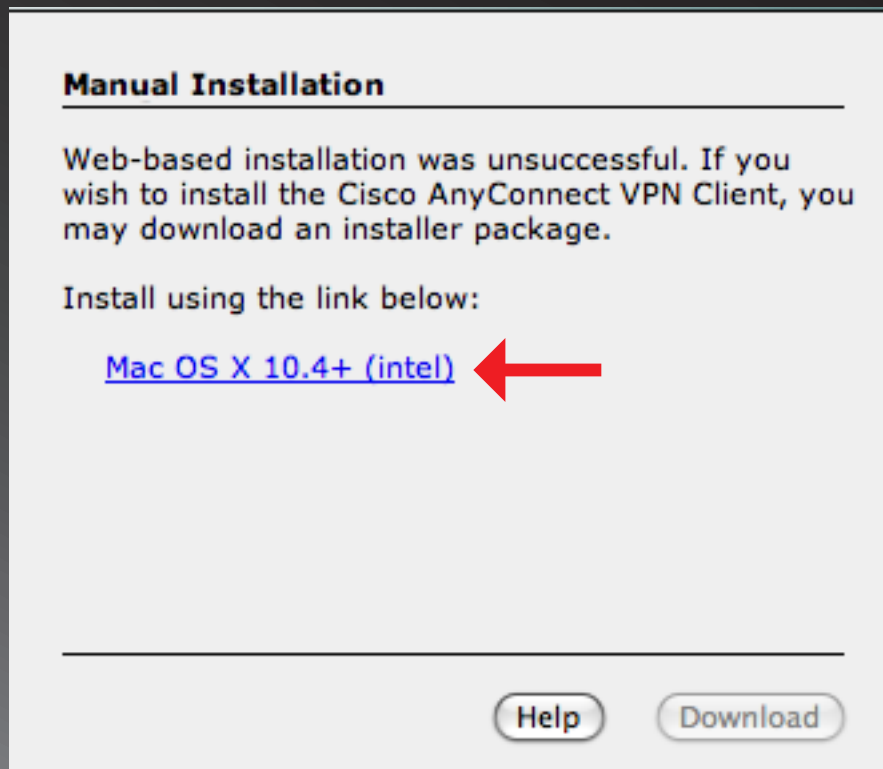 Manual Installation
Web-based installation was unsuccessful. If you
wish to install the Cisco AnyConnect VPN Client, you
may download an installer package.
Install using the link below:
Mac OS X 10.4+ (intel)
Help
Download